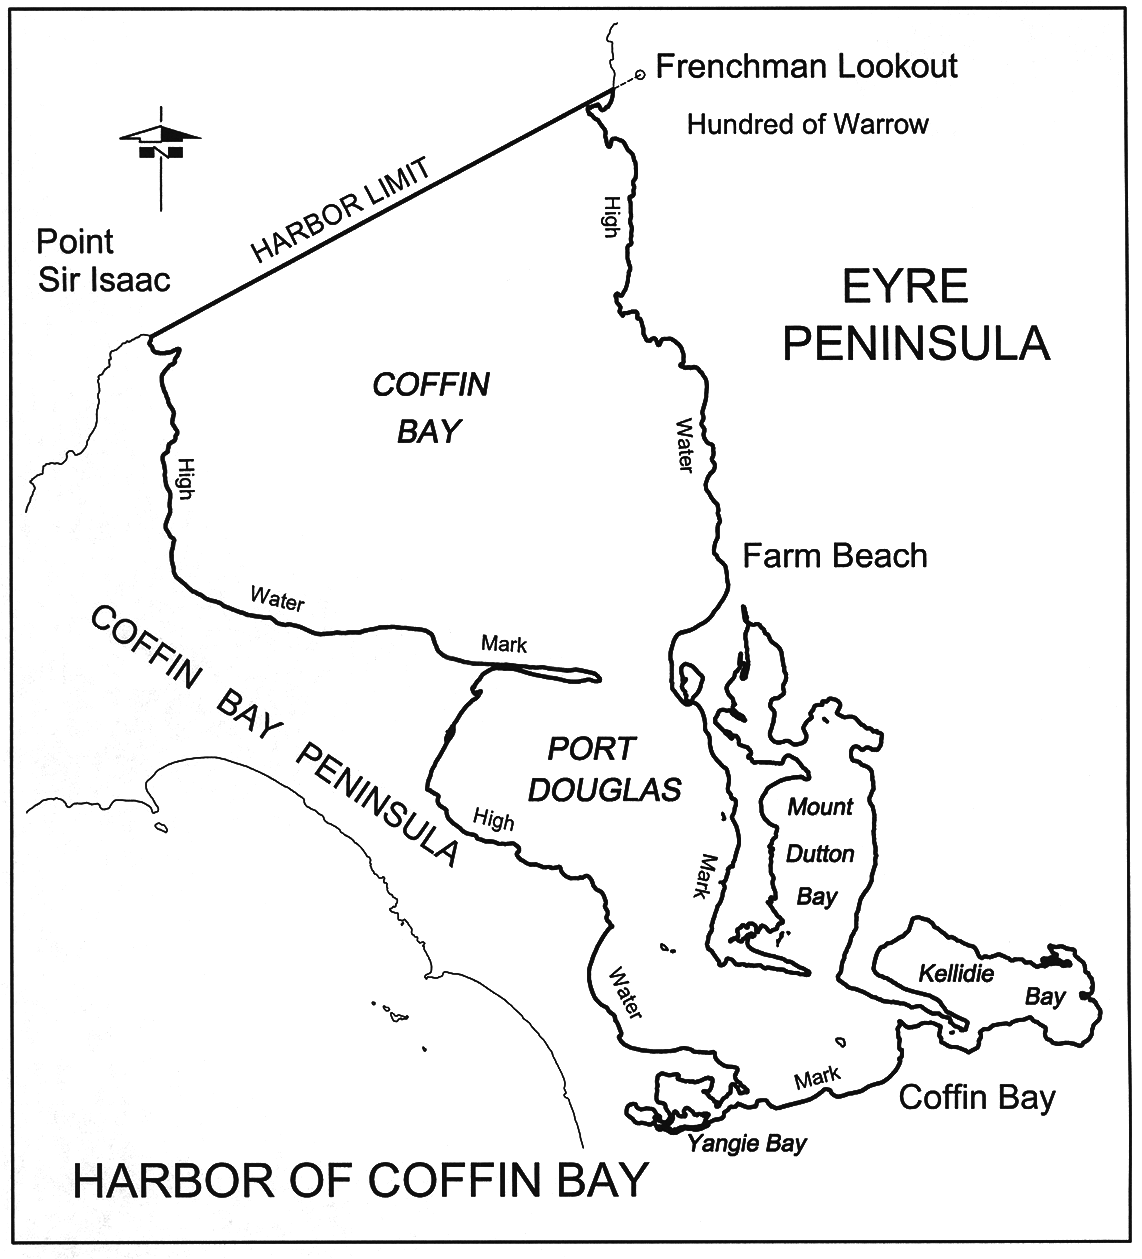 Frenchman Lookout
Hundred of Warrow
N
HARBOR LIMIT
Point
Sir Isaac
High
EYRE
PENINSULA
COFFIN
BAY
Water
High
Farm Beach
Water
Mark
COFFIN BAY PENINSULA
PORT
DOUGLAS
High
Mount
Dutton
Bay
Mark
Kellidie
Bay
Water
Mark
Coffin Bay
Yangie Bay
HARBOR OF COFFIN BAY